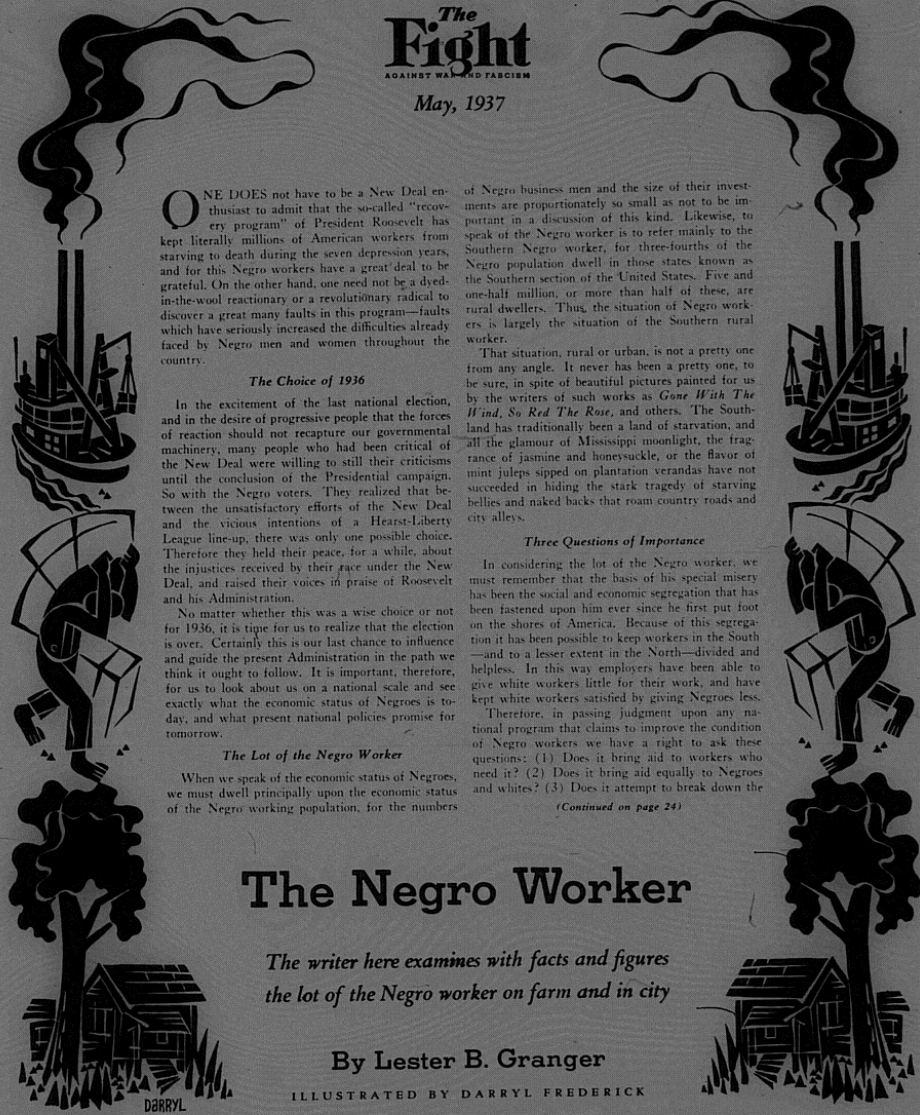 The
Fight
AGAINST WAR AND FASCISM
May, 1937
ONE DOES not have to be a New Deal en-
thusiast to admit that the so-called "recov-
ery program" of President Roosevelt has
kept literally millions of American workers from
starving to death during the seven depression years,
and for this Negro workers have a great deal to be
grateful. On the other hand, one need not be a dyed-
in-the-wool reactionary or a revolutionary radical to
discover a great many faults in this program—faults
which have seriously increased the difficulties already
faced by Negro men and women throughout the
country.
The Choice of 1936
In the excitement of the last national election,
and in the desire of progressive people that the forces
of reaction should not recapture our governmental
machinery, many people who had been critical of
the New Deal were willing to still their criticisms
until the conclusion of the Presidential campaign.
So with the Negro voters. They realized that be-
tween the unsatisfactory efforts of the New Deal
and the vicious intentions of a Hearst-Liberty
League line-up, there was only one possible choice.
Therefore they held their peace, for a while, about
the injustices received by their race under the New
Deal, and raised their voices in praise of Roosevelt
and his Administration.
No matter whether this was a wise choice or not
for 1936, it is time for us to realize that the election
is over. Certainly this is our last chance to influence
and guide the present Administration in the path we
think it ought to follow. It is important, therefore,
for us to look about us on a national scale and see
exactly what the economic status of Negroes is to-
day, and what present national policies promise for
tomorrow.
The Lot of the Negro Worker
When we speak of the economic status of Negroes,
we must dwell principally upon the economic status
of the Negro working population, for the numbers
of Negro business men and the size of their invest-
ments are proportionately so small as not to be im-
portant in a discussion of this kind. Likewise, to
speak of the Negro worker is to refer mainly to the
Southern Negro worker, for three-fourths of the
Negro population dwell in those states known as
the Southern section of the United States. Five and
one-half million, or more than half of these, are
rural dwellers. Thus, the situation of Negro work-
ers is largely the situation of the Southern rural
worker.
That situation, rural or urban, is not a pretty one
from any angle. It never has been a pretty one, to
be sure, in spite of beautiful pictures painted for us
by the writers of such works as Gone With The
Wind, So Red The Rose, and others. The South-
land has traditionally been a land of starvation, and
all the glamour of Mississippi moonlight, the frag-
rance of jasmine and honeysuckle, or the flavor of
mint juleps sipped on plantation verandas have not
succeeded in hiding the stark tragedy of starving
bellies and naked backs that roam country roads and
city alleys.
Three Questions of Importance
In considering the lot of the Negro worker, we
must remember that the basis of his special misery
has been the social and economic segregation that has
been fastened upon him ever since he first put foot
on the shores of America. Because of this segrega-
tion it has been possible to keep workers in the South
—and to a lesser extent in the North—divided and
helpless. In this way employers have been able to
give white workers little for their work, and have
kept white workers satisfied by giving Negroes less.
Therefore, in passing judgment upon any na-
tional program that claims to improve the condition
of Negro workers we have a right to ask these
questions: (1) Does it bring aid to workers who
need it? (2) Does it bring aid equally to Negroes
and whites? (3) Does it attempt to break down the
(Continued on page 24)
The Negro Worker
The writer here examines with facts and figures
the lot of the Negro worker on farm and in city
By Lester B. Granger
ILLUSTRATED BY DARRYL FREDERICK
DARRYL